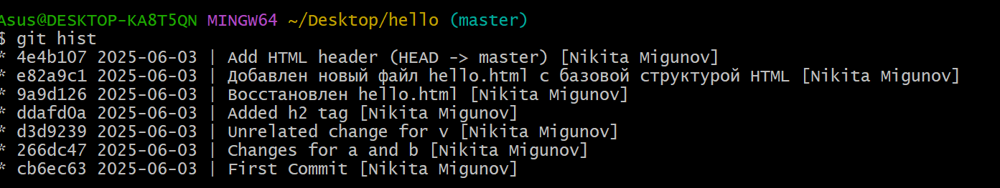 Asus@DESKTOP-KA8T5QN MINGW64 ~/Desktop/hello (master)
$ git hist
* 4e4b107 2025-06-03 | Add HTML header (HEAD -> master) [Nikita Migunov]
* e82a9c1 2025-06-03 | Добавлен новый файл hello.html с базовой структурой HTML [Nikita Migunov]
* 9a9d126 2025-06-03 | Восстановлен hello.html [Nikita Migunov]
* ddafd0a 2025-06-03 | Added h2 tag [Nikita Migunov]
* d3d9239 2025-06-03 | Unrelated change for v [Nikita Migunov]
* 266dc47 2025-06-03 | Changes for a and b [Nikita Migunov]
* cb6ec63 2025-06-03 | First Commit [Nikita Migunov]